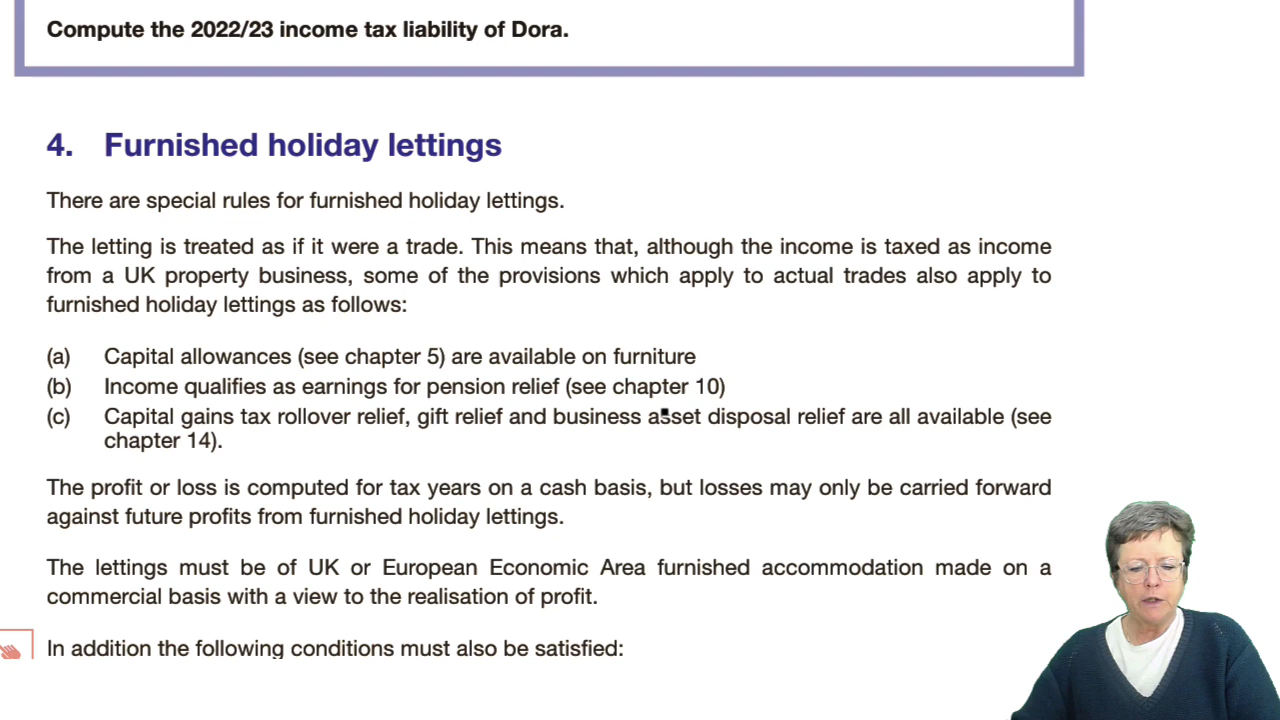 Compute the 2022/23 income tax liability of Dora.
4. Furnished holiday lettings
There are special rules for furnished holiday lettings.
The letting is treated as if it were a trade. This means that, although the income is taxed as income
from a UK property business, some of the provisions which apply to actual trades also apply to
furnished holiday lettings as follows:
(a) Capital allowances (see chapter 5) are available on furniture
(b) Income qualifies as earnings for pension relief (see chapter 10)
(c) Capital gains tax rollover relief, gift relief and business asset disposal relief are all available (see
chapter 14).
The profit or loss is computed for tax years on a cash basis, but losses may only be carried forward
against future profits from furnished holiday lettings.
The lettings must be of UK or European Economic Area furnished accommodation made on a
commercial basis with a view to the realisation of profit.
In addition the following conditions must also be satisfied: